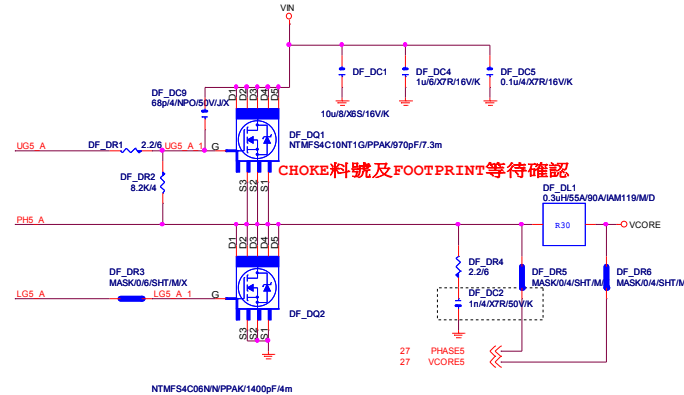 VIN
DF_DC9
68p/4/NPO/50V/J/X
D1
D2
D3
D4
D5
DF_DC1
10u/8/X6S/16V/K
DF_DC4
1u/6/X7R/16V/K
DF_DC5
0.1u/4/X7R/16V/K
DF_DQ1
NTMFS4C10NT1G/PPAK/970pF/7.3m
UG5_A
DF_DR1
2.2/6
UG5_A_1
G
DF_DR2
8.2K/4
S3
S2
S1
CHOKE料號及FOOTPRINT等待確認
DF_DL1
0.3uH/55A/90A/IAM119/M/D
R30
VCORE
PH5_A
D1
D2
D3
D4
D5
DF_DR3
MASK/0/6/SHT/M/X
LG5_A
LG5_A_1
G
DF_DR4
2.2/6
DF_DC2
1n/4/X7R/50V/K
DF_DR5
MASK/0/4/SHT/M/
DF_DR6
MASK/0/4/SHT/M/
DF_DQ2
S3
S2
S1
27 PHASE5
27 VCORE5
NTMFS4C06N/N/PPAK/1400pF/4m